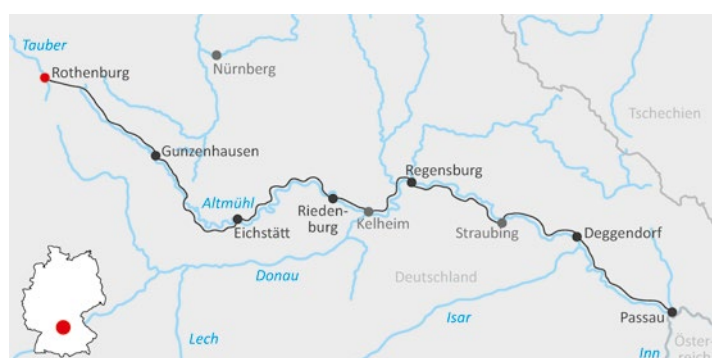 Tauber
Rothenburg
Nürnberg
Tschechien
Gunzenhausen
Regensburg
Altmühl
Rieden-
burg
Kelheim
Eichstätt
Straubing
Deggendorf
Donau
Deutschland
Isar
Passau
Lech
Inn
Öster-
reich